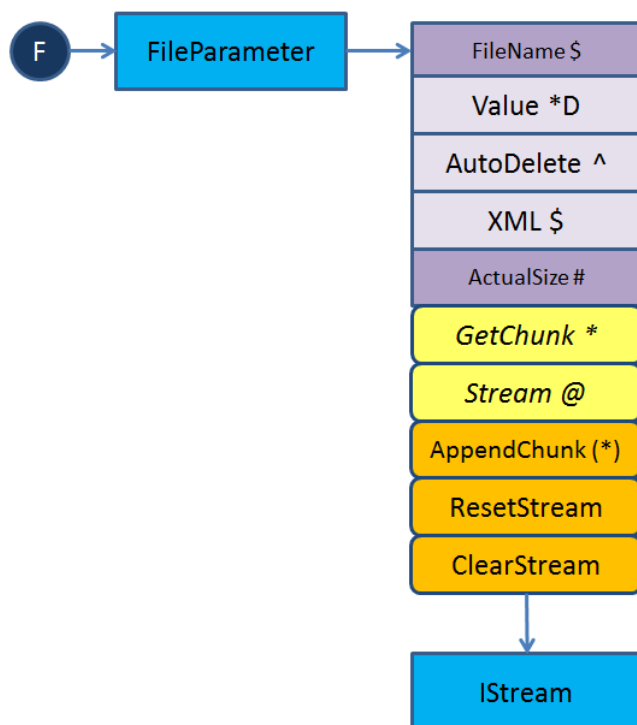 F
FileParameter
FileName $
Value *D
AutoDelete ^
XML $
ActualSize #
GetChunk *
Stream @
AppendChunk (*)
ResetStream
ClearStream
IStream